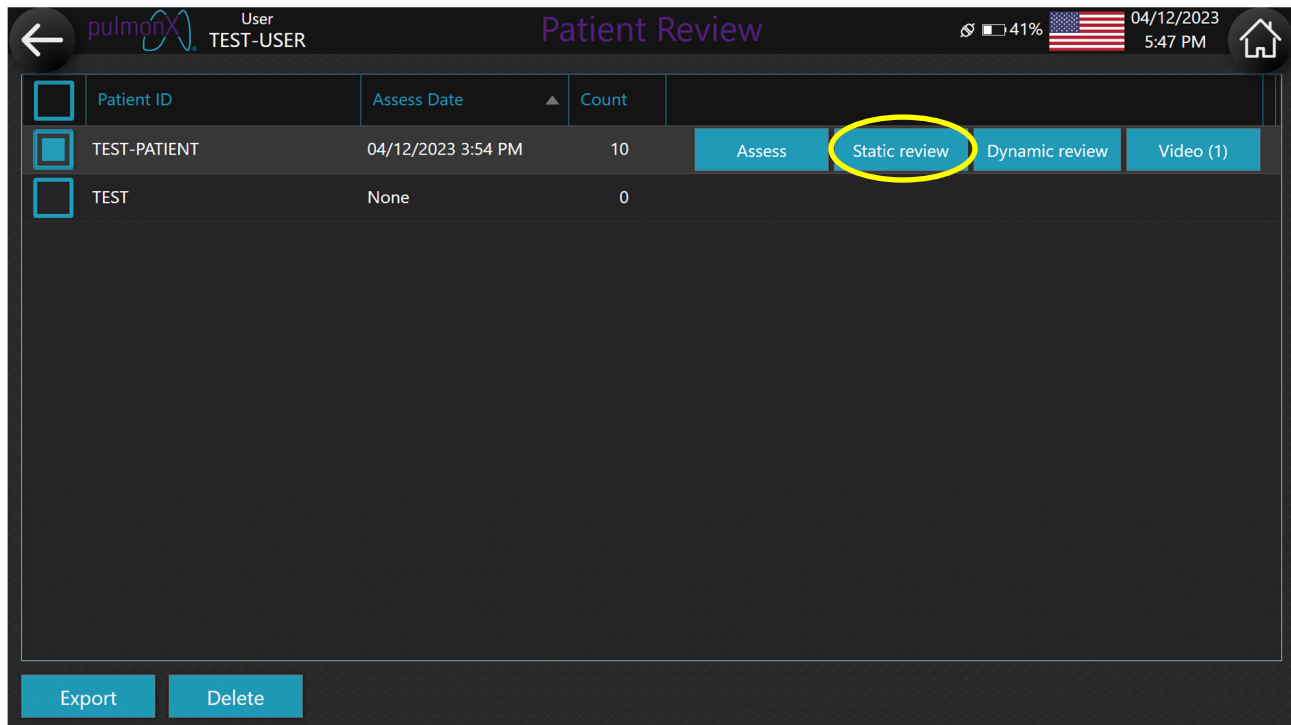 pulmonX®
User
TEST-USER
Patient Review
41%
04/12/2023
5:47 PM
Patient ID Assess Date Count
TEST-PATIENT 04/12/2023 3:54 PM 10 Assess Static review Dynamic review Video (1)
TEST None 0
Export Delete